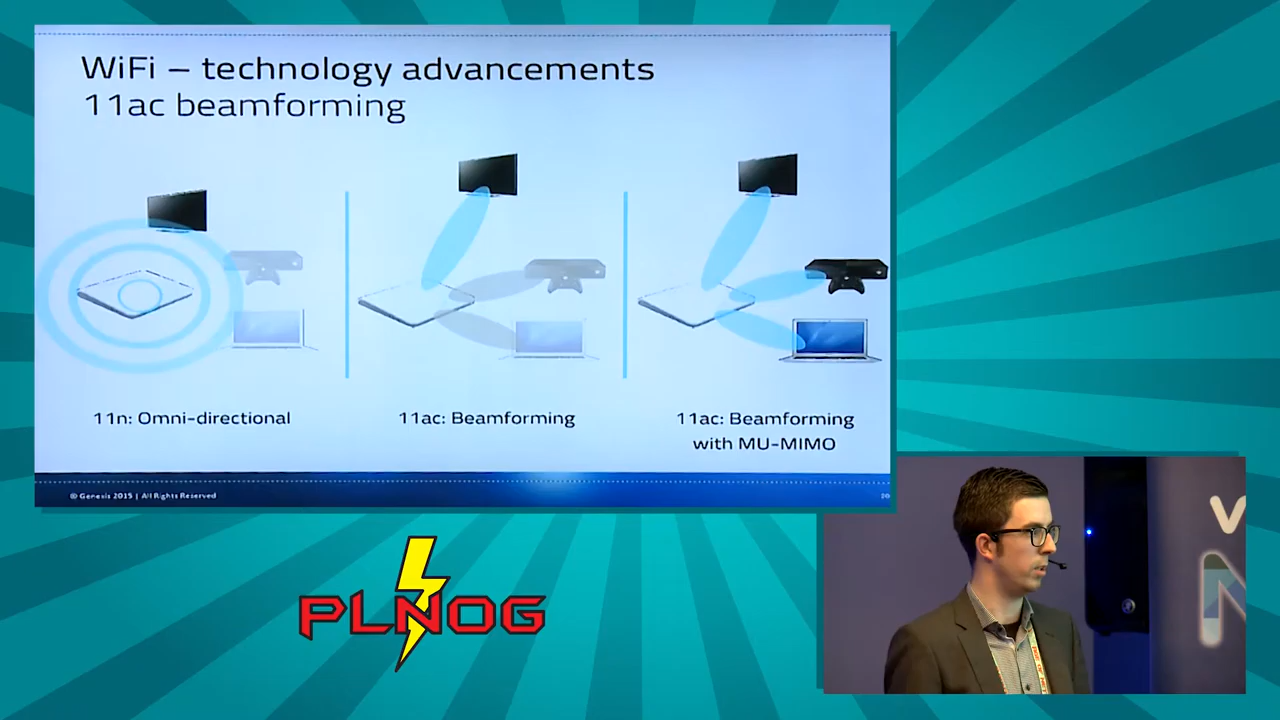 WiFi – technology advancements
11ac beamforming
11n: Omni-directional
11ac: Beamforming
11ac: Beamforming
with MU-MIMO
© Genesis 2015 | All Rights Reserved
PLNOG